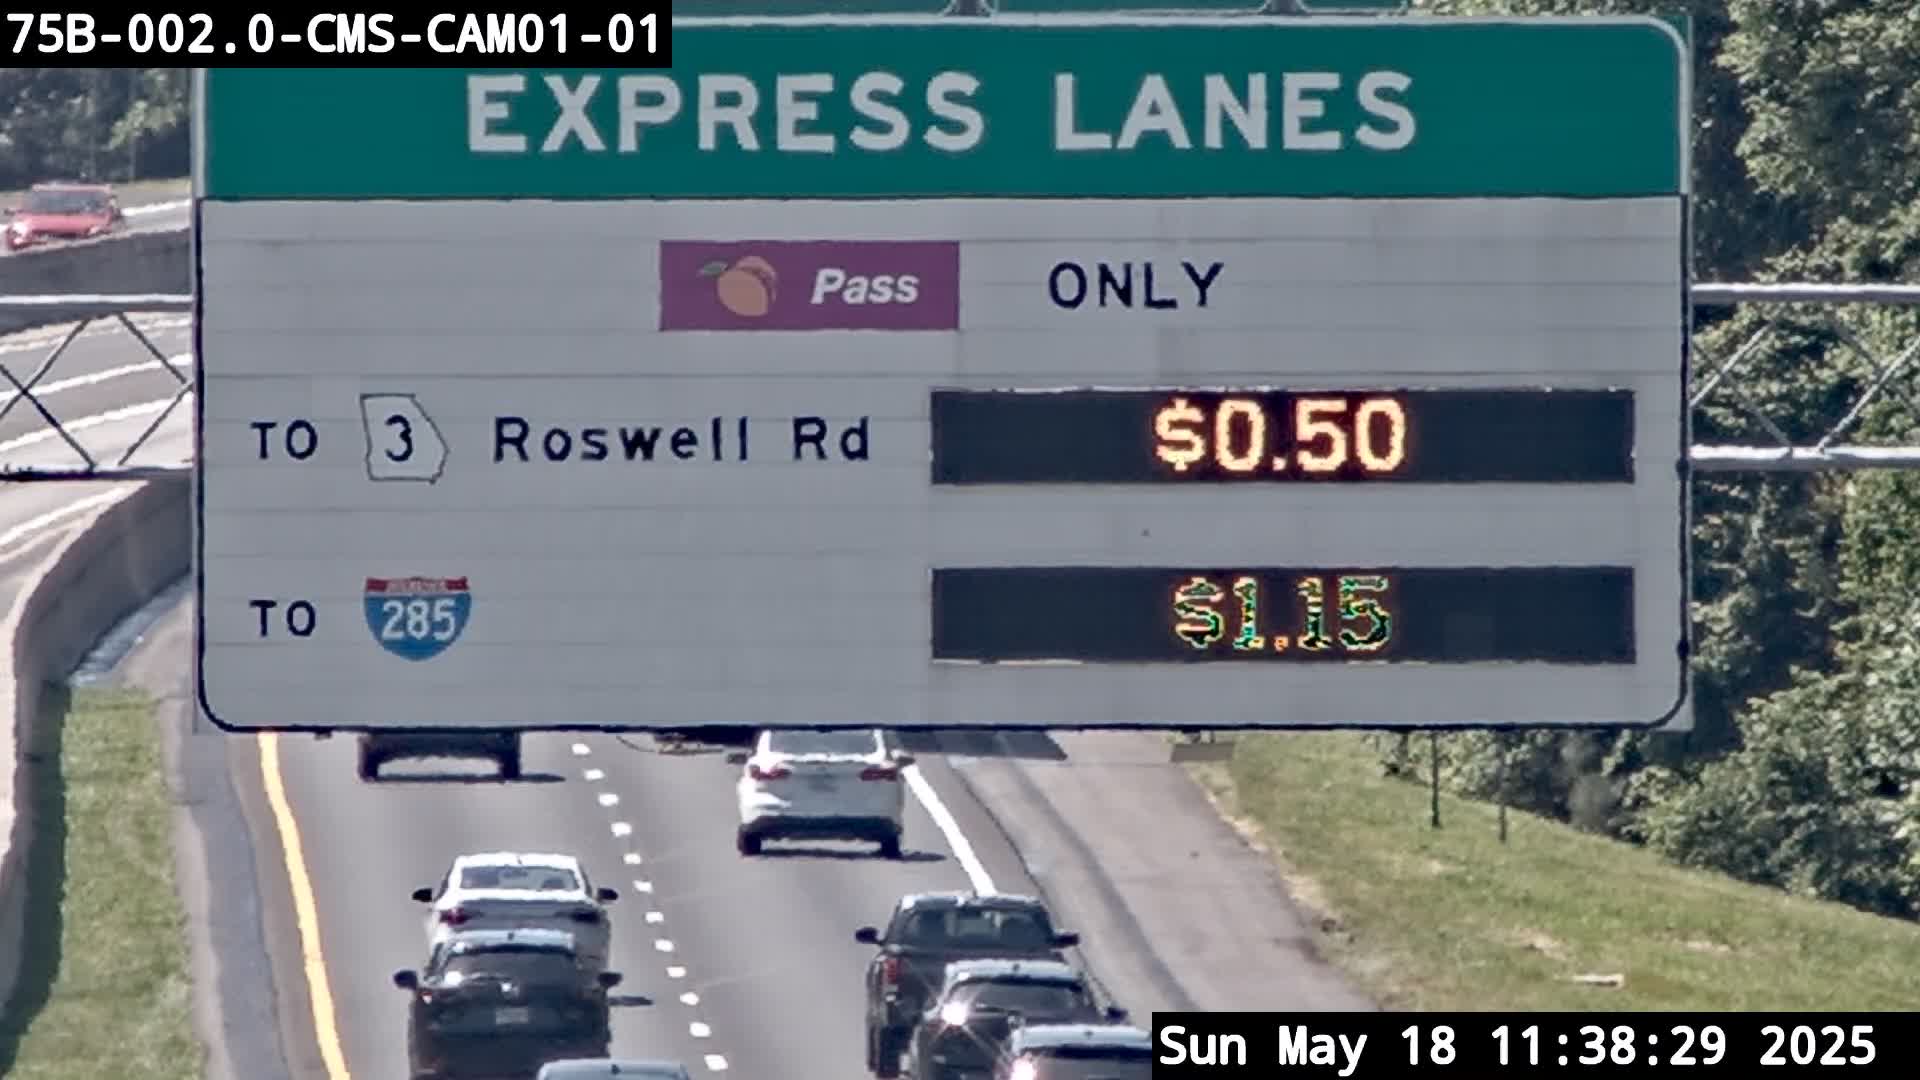 75B-002.0-CMS-CAM01-01
EXPRESS LANES
Pass ONLY
TO 3 Roswell Rd $0.50
TO 285 $1.15
Sun May 18 11:38:29 2025